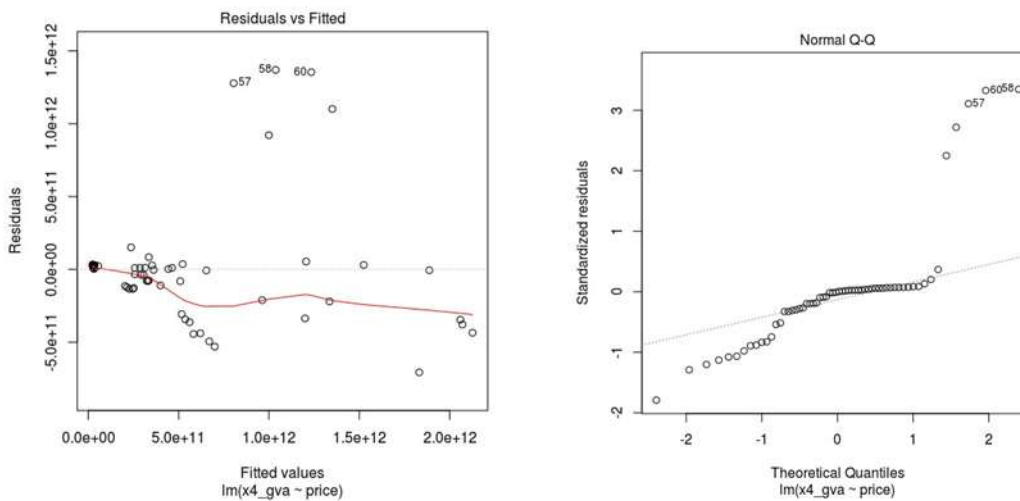 Residuals vs Fitted
Residuals
1.5e+12
1.0e+12
5.0e+11
0.0e+00
-5.0e+11
57
58
60
0.0e+00 5.0e+11 1.0e+12 1.5e+12 2.0e+12
Fitted values
lm(x4_gva ~ price)
Normal Q-Q
Standardized residuals
3
2
1
0
-1
-2
57
60
58
-2 -1 0 1 2
Theoretical Quantiles
lm(x4_gva ~ price)